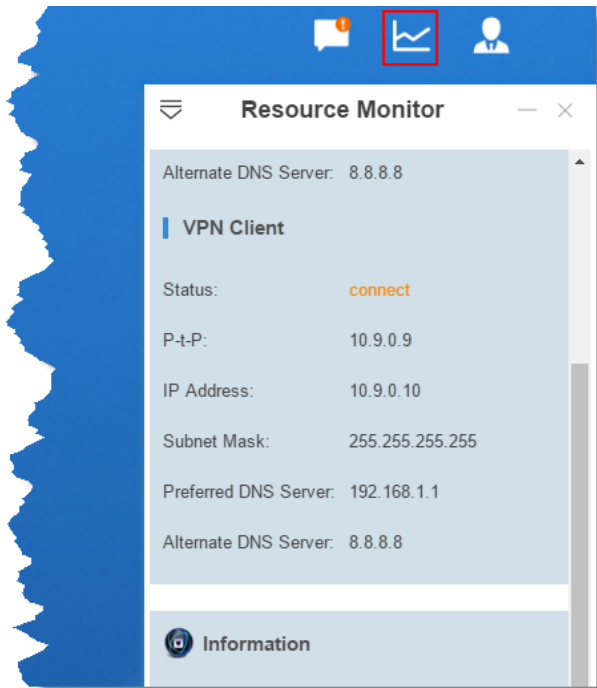 Resource Monitor
Alternate DNS Server: 8.8.8.8
VPN Client
Status: connect
P-t-P: 10.9.0.9
IP Address: 10.9.0.10
Subnet Mask: 255.255.255.255
Preferred DNS Server: 192.168.1.1
Alternate DNS Server: 8.8.8.8
Information